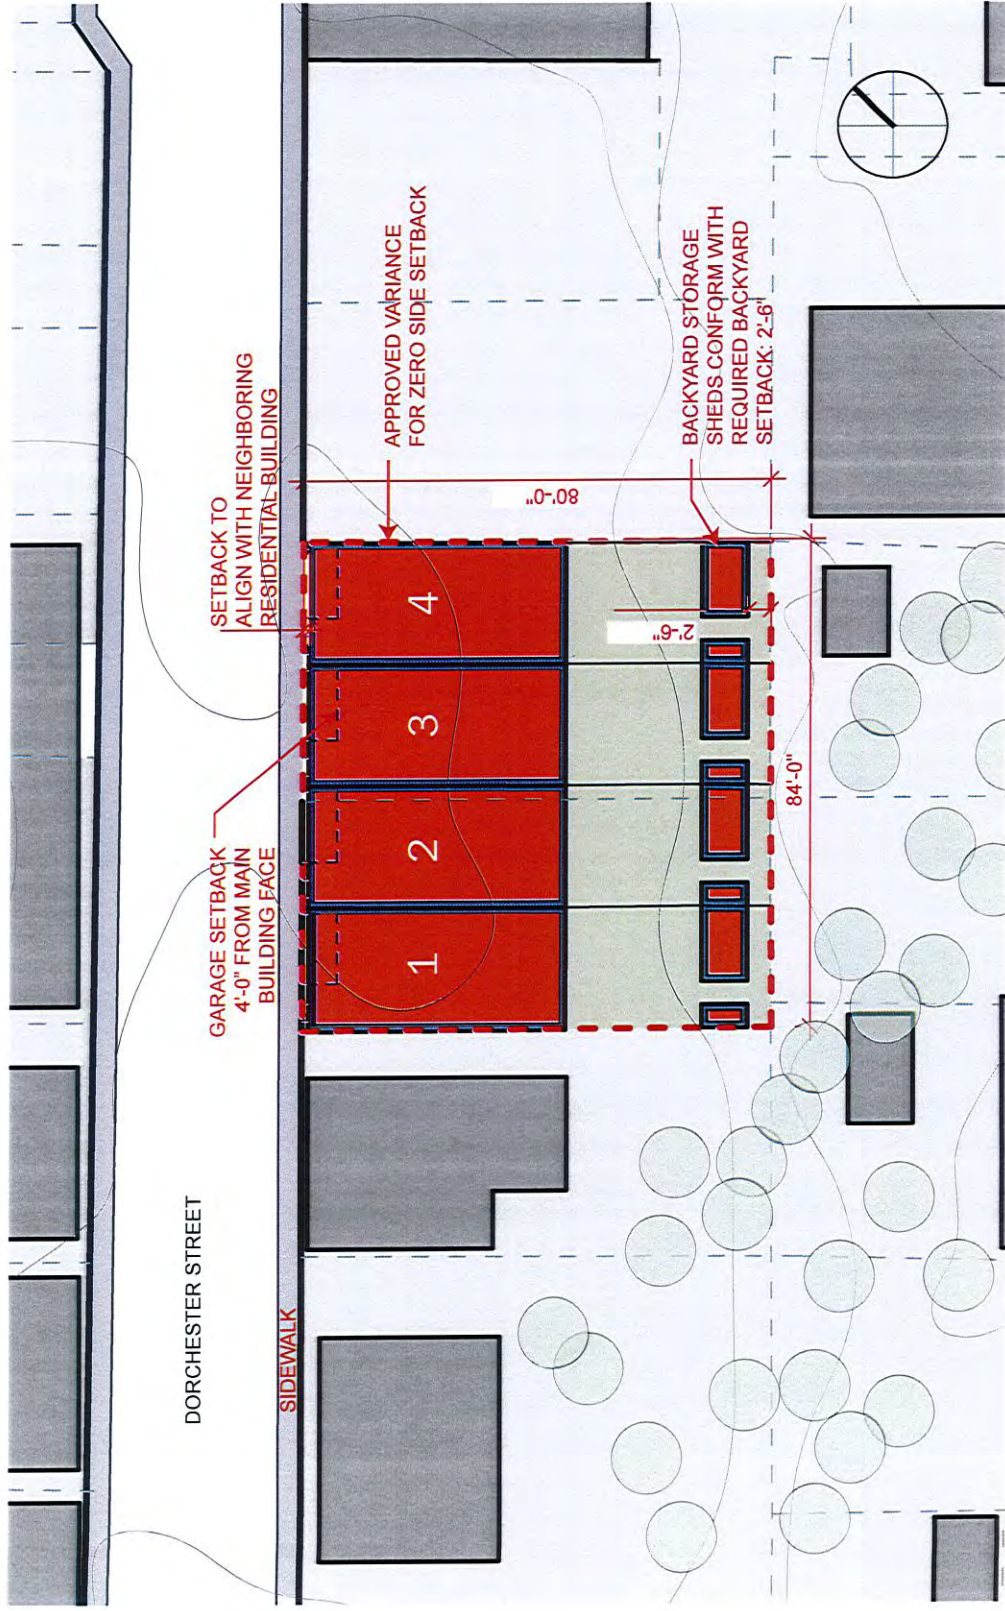 DORCHESTER STREET
SIDEWALK
GARAGE SETBACK
4'-0" FROM MAIN
BUILDING FACE
SETBACK TO
ALIGN WITH NEIGHBORING
RESIDENTIAL BUILDING
APPROVED VARIANCE
FOR ZERO SIDE SETBACK
BACKYARD STORAGE
SHEDS CONFORM WITH
REQUIRED BACKYARD
SETBACK: 2'-6"
1
2
3
4
80'-0"
2'-6"
84'-0"